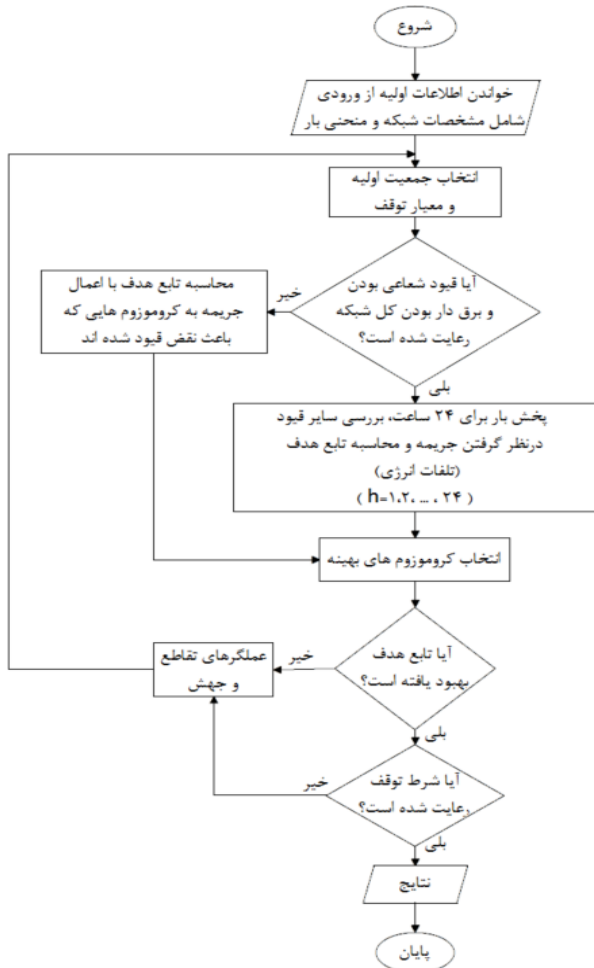 شروع
خواندن اطلاعات اولیه از ورودی
شامل مشخصات شبکه و منحنی بار
انتخاب جمعیت اولیه
و معیار توقف
آیا قیود شعاعی بودن
و برق دار بودن کل شبکه
رعایت شده است؟
خیر
محاسبه تابع هدف با اعمال
جریمه به کروموزوم هایی که
باعث نقض قیود شده اند
بلی
پخش بار برای ۲۴ ساعت، بررسی سایر قیود
درنظر گرفتن جریمه و محاسبه تابع هدف
(تلفات انرژی)
( h=۱،۲، ... ، ۲۴ )
انتخاب کروموزوم های بهینه
آیا تابع هدف
بهبود یافته است؟
خیر
عملگرهای تقاطع
و جهش
بلی
آیا شرط توقف
رعایت شده است؟
خیر
بلی
نتایج
پایان